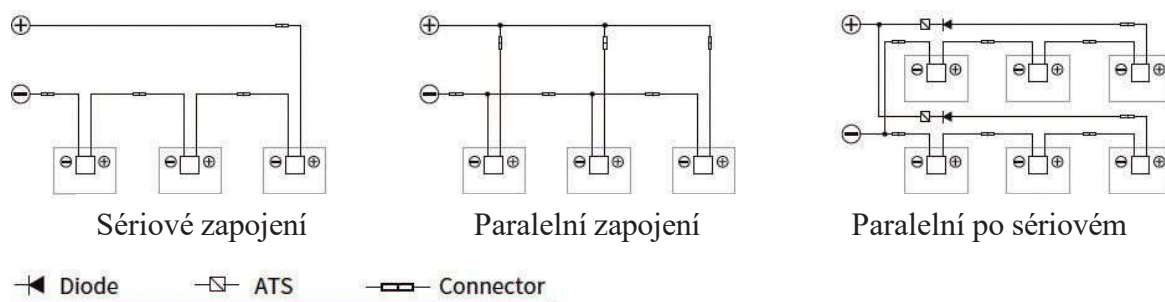 Sériové zapojení
Paralelní zapojení
Paralelní po sériovém
Diode
ATS
Connector